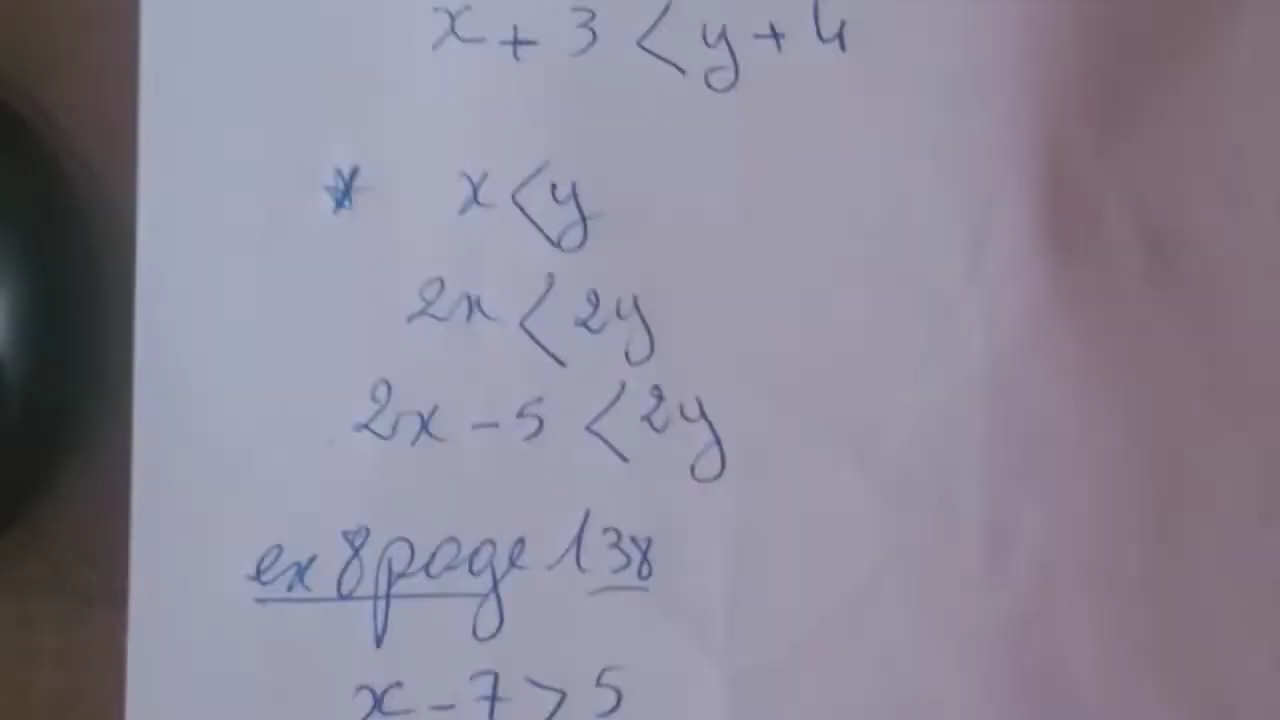 x + 3 < y + 4
* x < y
2x < 2y
2x - 5 < 2y
ex 8 page 138
x - 7 > 5